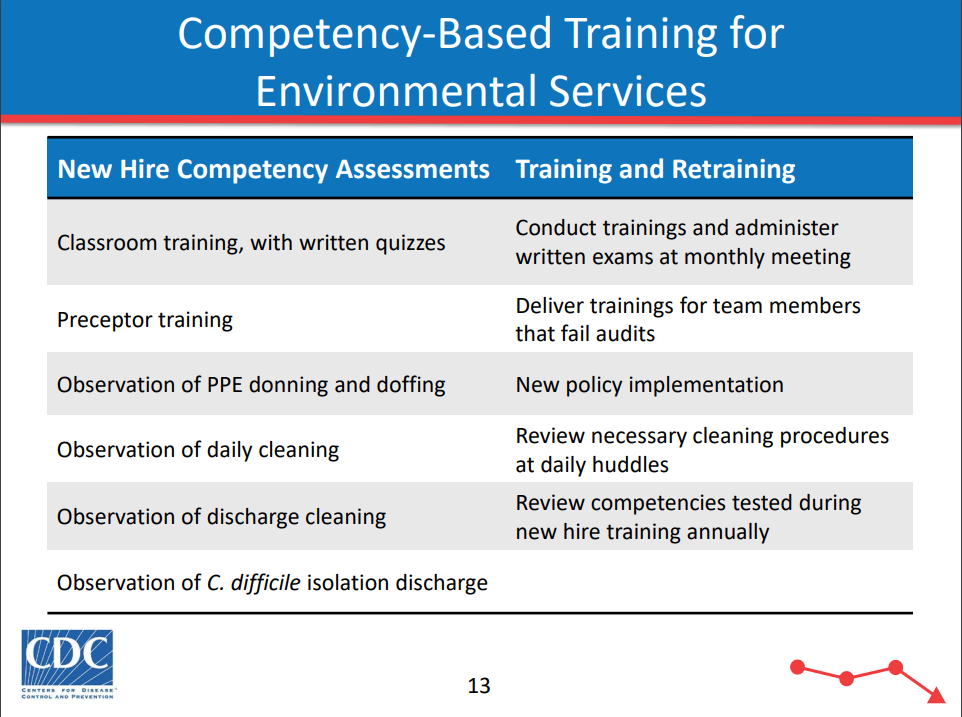 Competency-Based Training for
Environmental Services
New Hire Competency Assessments
Training and Retraining
Classroom training, with written quizzes
Conduct trainings and administer
written exams at monthly meeting
Preceptor training
Deliver trainings for team members
that fail audits
Observation of PPE donning and doffing
New policy implementation
Observation of daily cleaning
Review necessary cleaning procedures
at daily huddles
Observation of discharge cleaning
Review competencies tested during
new hire training annually
Observation of C. difficile isolation discharge
CDC
CENTERS FOR DISEASE
CONTROL AND PREVENTION
13